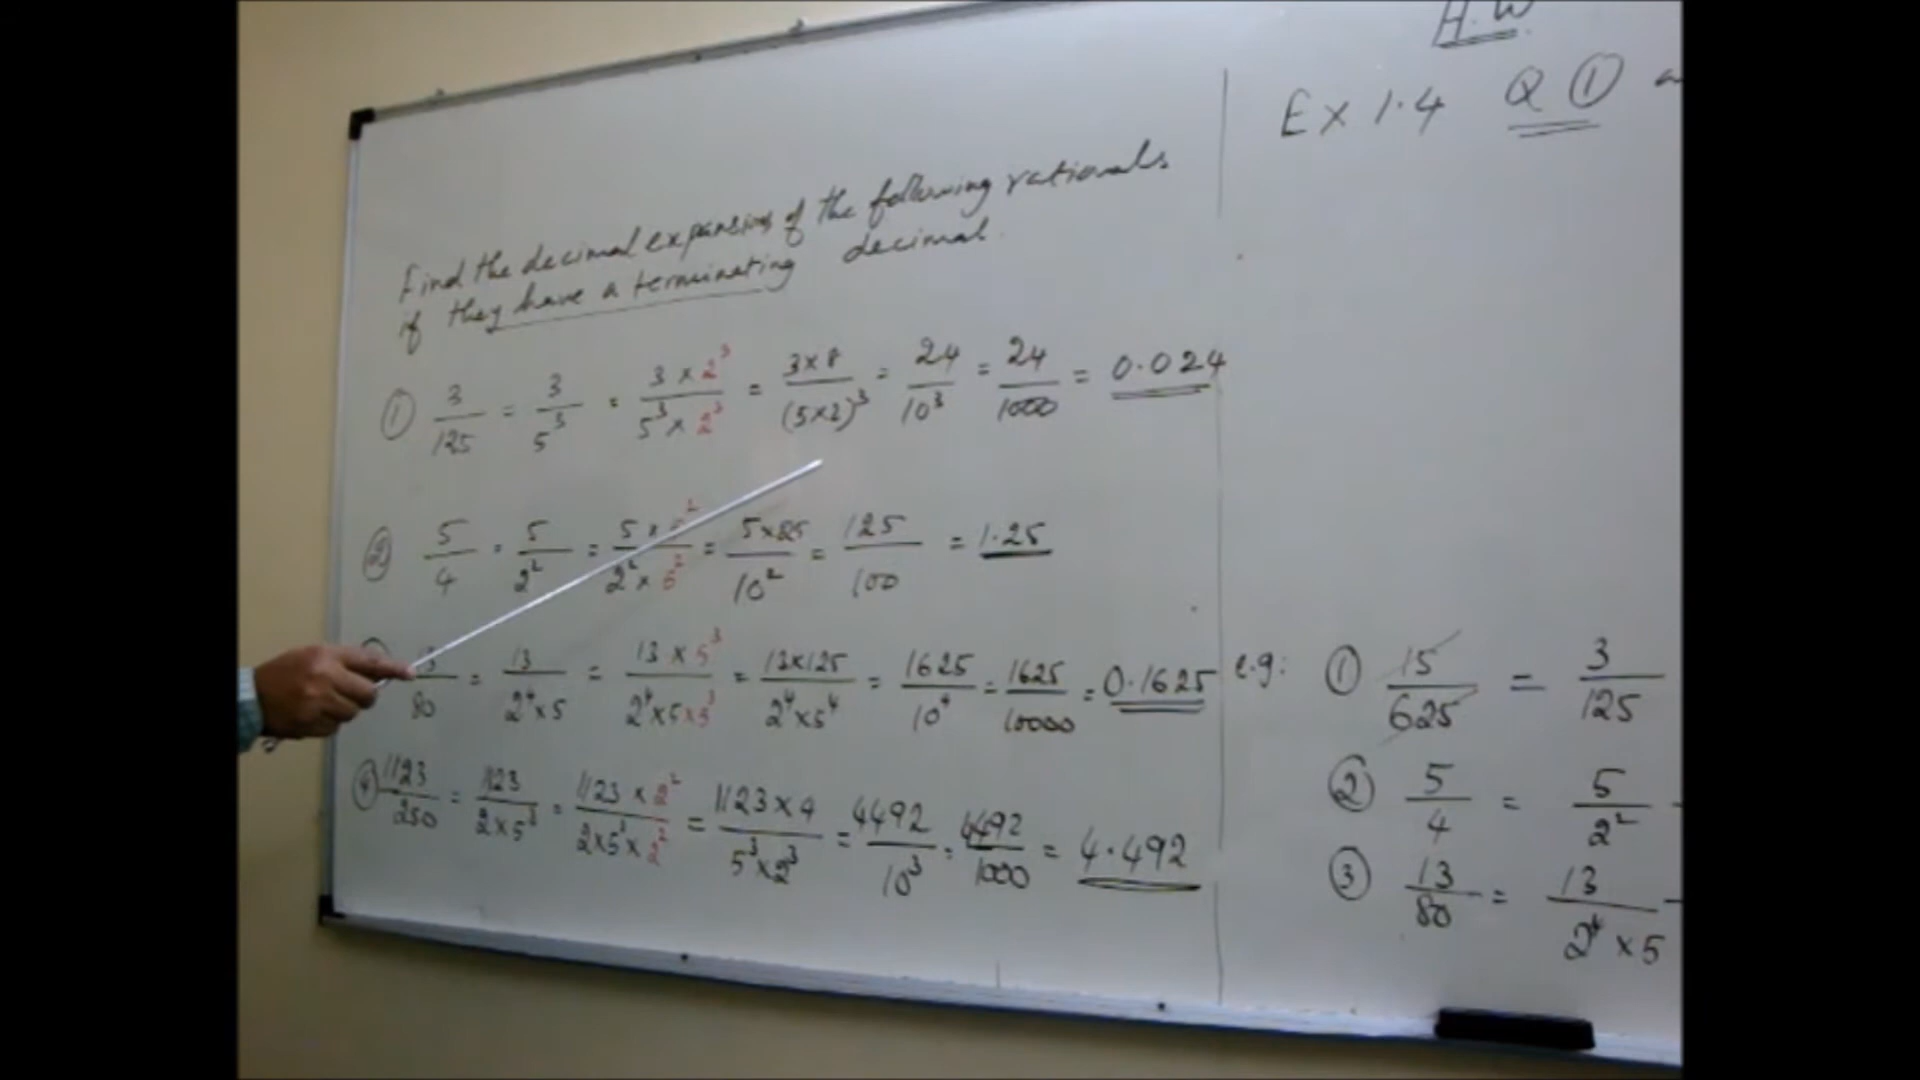 Find the decimal expansions of the following rationals.
if they have a terminating decimal.
① 3/125 = 3/5³ = 3 × 2³/5³ × 2³ = 3×8/(5×2)³ = 24/10³ = 24/1000 = 0.024
② 5/4 = 5/2² = 5 × 5²/2² × 5² = 5×25/10² = 125/100 = 1.25
13/80 = 13/2⁴×5 = 13 × 5³/2⁴×5×5³ = 13×125/2⁴×5⁴ = 1625/10⁴ = 1625/10000 = 0.1625
④ 1123/250 = 1123/2×5³ = 1123 × 2²/2×5³×2² = 1123×4/5³×2³ = 4492/10³ = 4492/1000 = 4.492
H.W.
Ex 1.4 Q ①
e.g: ① 15/625 = 3/125
② 5/4 = 5/2²
③ 13/80 = 13/2⁴ × 5